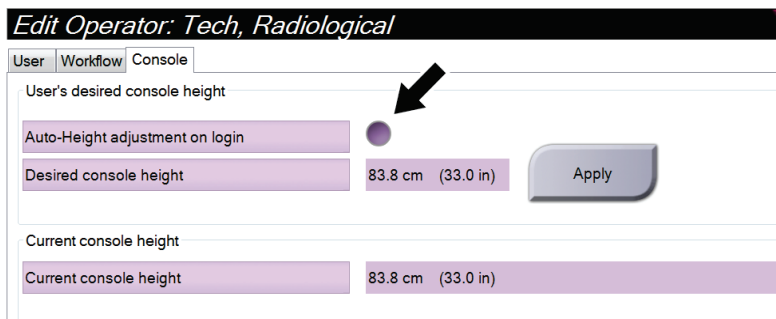 Edit Operator: Tech, Radiological
User Workflow Console
User's desired console height
Auto-Height adjustment on login
Desired console height 83.8 cm (33.0 in) Apply
Current console height
Current console height 83.8 cm (33.0 in)